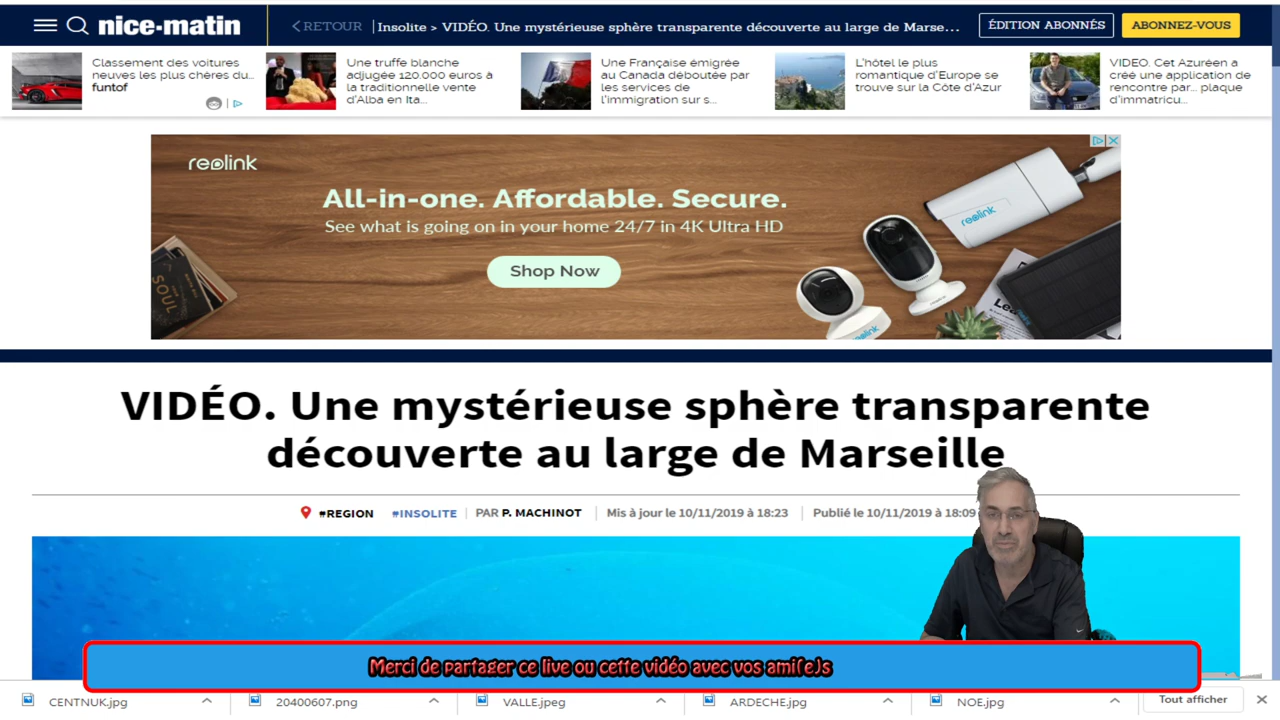 nice-matin
RETOUR
Insolite > VIDÉO. Une mystérieuse sphère transparente découverte au large de Marse...
ÉDITION ABONNÉS
ABONNEZ-VOUS
Classement des voitures
neuves les plus chères du...
funtof
Une truffe blanche
adjugée 120.000 euros à
la traditionnelle vente
d'Alba en Ita...
Une Française émigrée
au Canada déboutée par
les services de
l'immigration sur s...
L'hôtel le plus
romantique d'Europe se
trouve sur la Côte d'Azur
VIDEO. Cet Azuréen a
créé une application de
rencontre par... plaque
d'immatricu...
reolink
All-in-one. Affordable. Secure.
See what is going on in your home 24/7 in 4K Ultra HD
Shop Now
reolink
reolink
SOUL
VIDÉO. Une mystérieuse sphère transparente
découverte au large de Marseille
#REGION
#INSOLITE
PAR P. MACHINOT
Mis à jour le 10/11/2019 à 18:23
Publié le 10/11/2019 à 18:09
Merci de partager ce live ou cette vidéo avec vos ami(e)s
CENTNUK.jpg
20400607.png
VALLE.jpeg
ARDECHE.jpg
NOE.jpg
Tout afficher